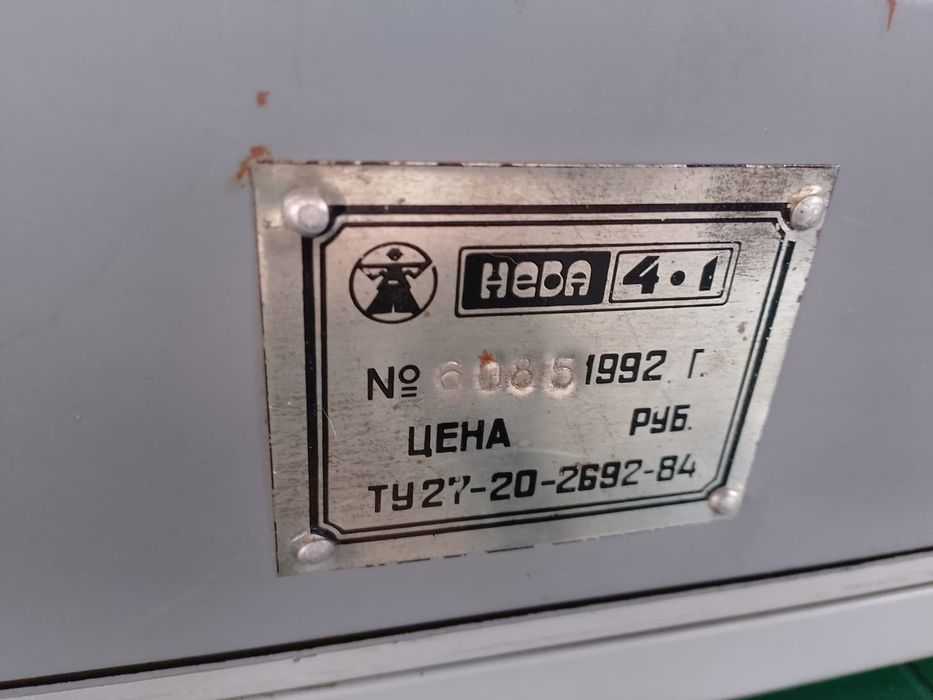 НЕВА 4·1
№ 6085 1992 Г.
ЦЕНА РУБ.
ТУ27-20-2692-84